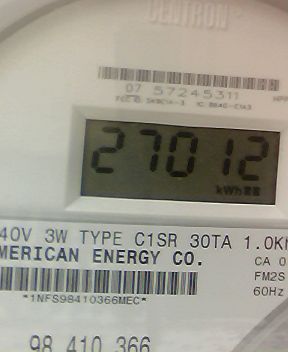 CENTRON
07 57245311
27012
kWh
40V 3W TYPE C1SR 30TA 1.0K
MERICAN ENERGY CO.
CA 0
FM2S
60Hz
*1NFS98410366MEC*
98 410 366